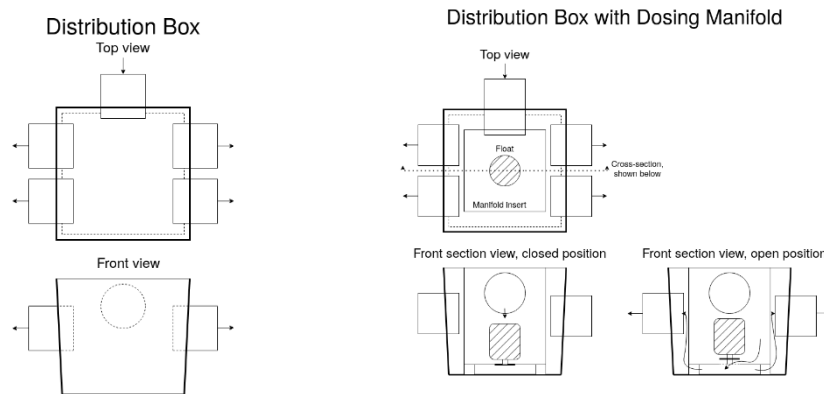 Distribution Box
Top view
Front view
Distribution Box with Dosing Manifold
Top view
Float
Cross-section,
shown below
Manifold Insert
Front section view, closed position
Front section view, open position